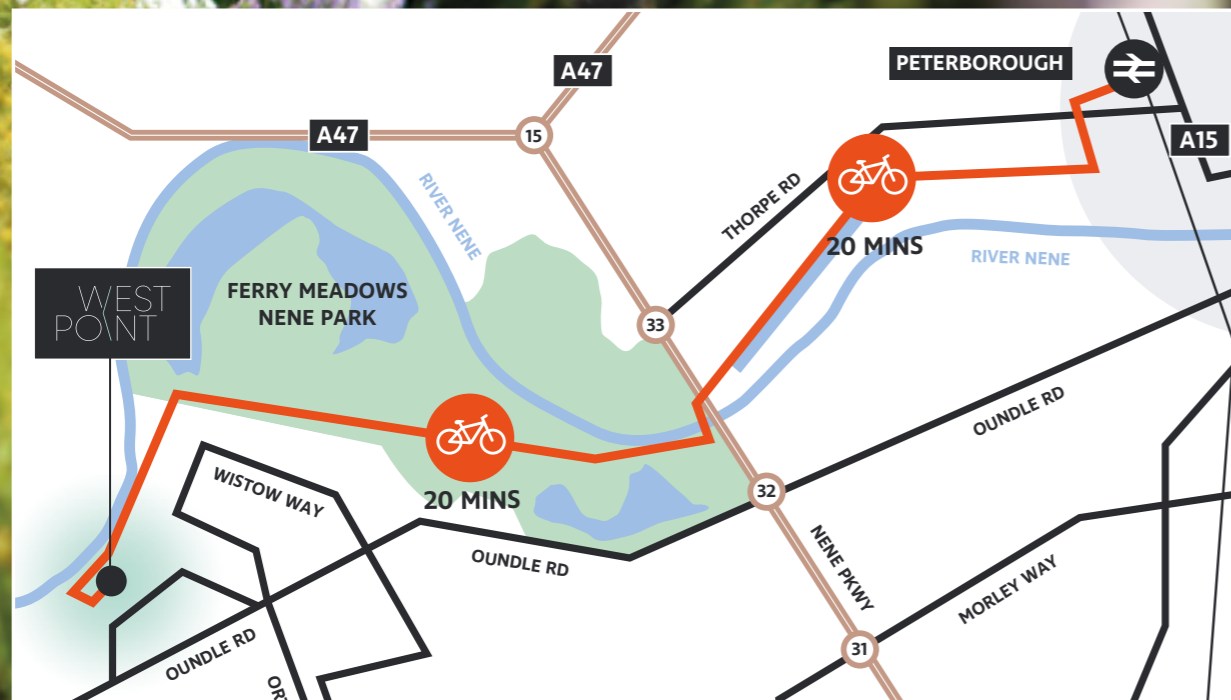 A47
PETERBOROUGH
A47
15
A15
THORPE RD
RIVER NENE
20 MINS
RIVER NENE
WEST
POINT
FERRY MEADOWS
NENE PARK
33
OUNDLE RD
WISTOW WAY
20 MINS
32
OUNDLE RD
NENE PKWY
MORLEY WAY
OUNDLE RD
31